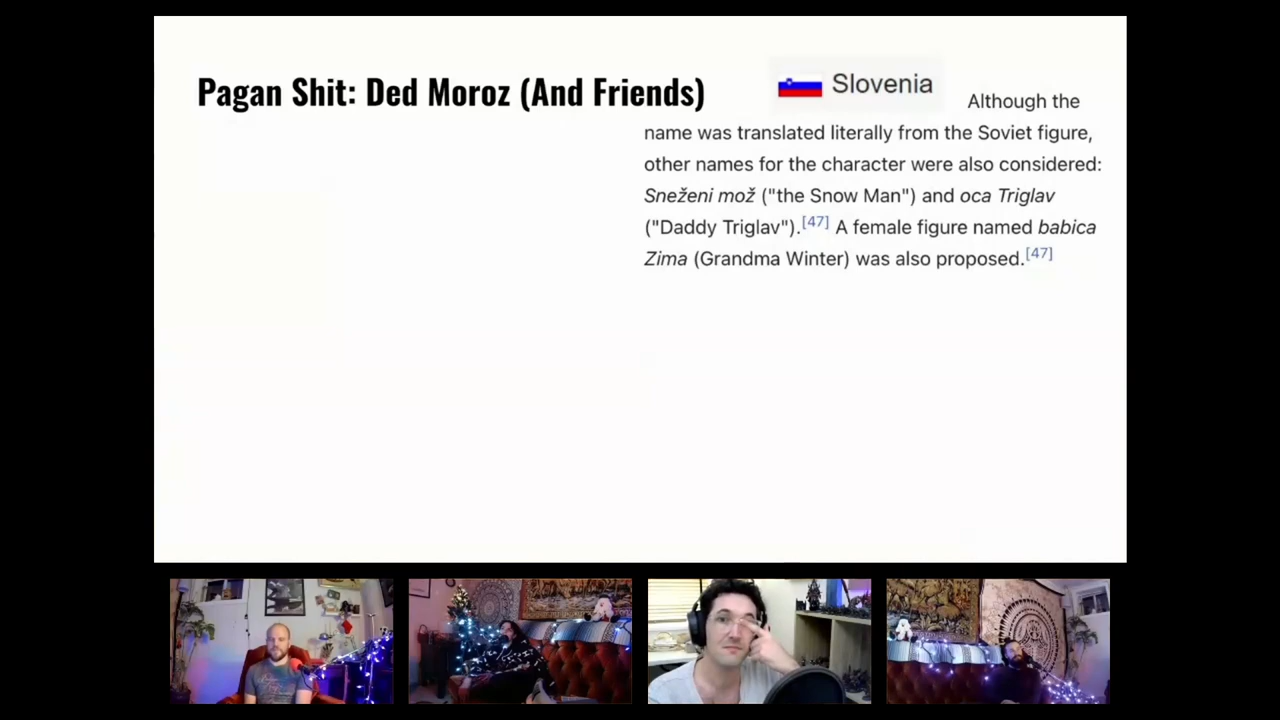 Pagan Shit: Ded Moroz (And Friends)
Slovenia
Although the
name was translated literally from the Soviet figure,
other names for the character were also considered:
Sneženi mož ("the Snow Man") and oca Triglav
("Daddy Triglav").[47] A female figure named babica
Zima (Grandma Winter) was also proposed.[47]